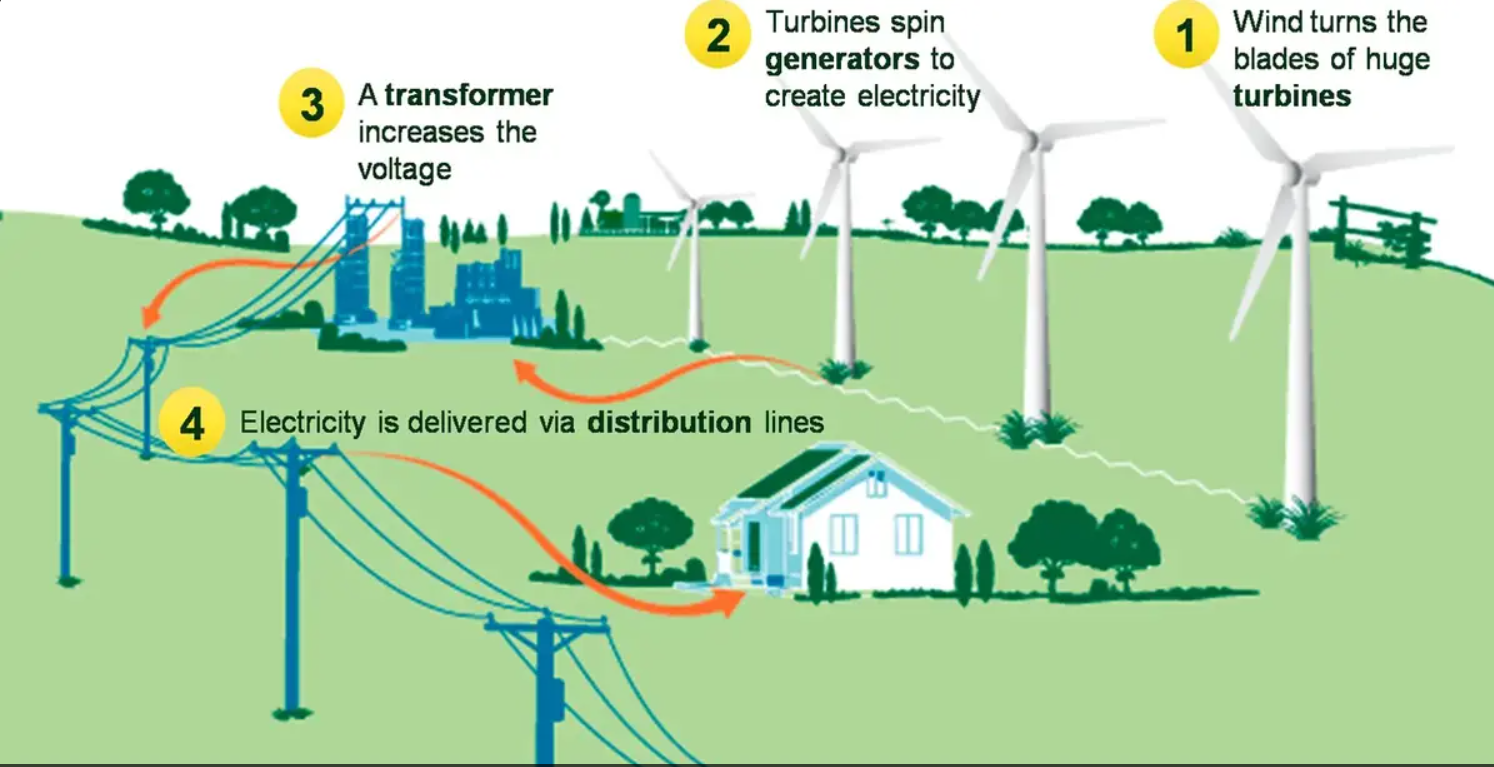 1
Wind turns the
blades of huge
turbines
2
Turbines spin
generators to
create electricity
3
A transformer
increases the
voltage
4
Electricity is delivered via distribution lines